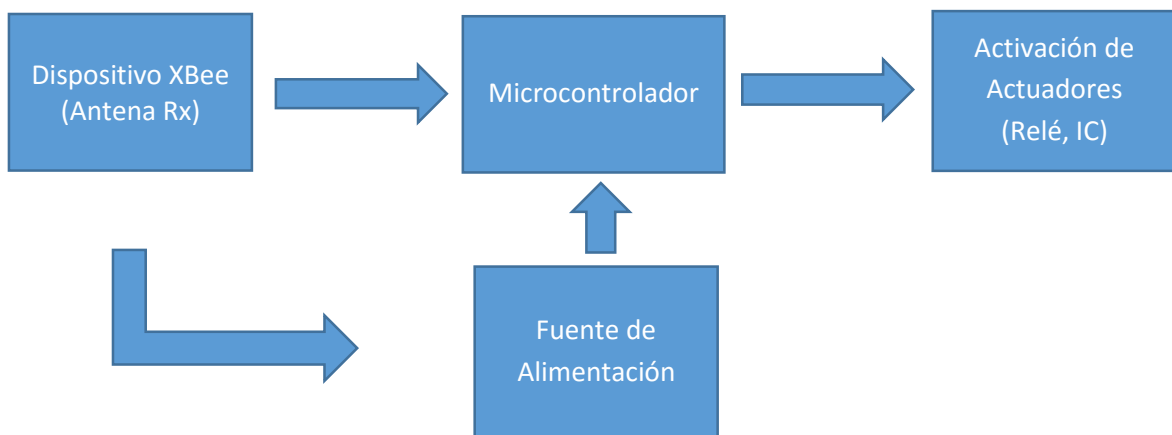 Dispositivo XBee
(Antena Rx)
Microcontrolador
Activación de
Actuadores
(Relé, IC)
Fuente de
Alimentación